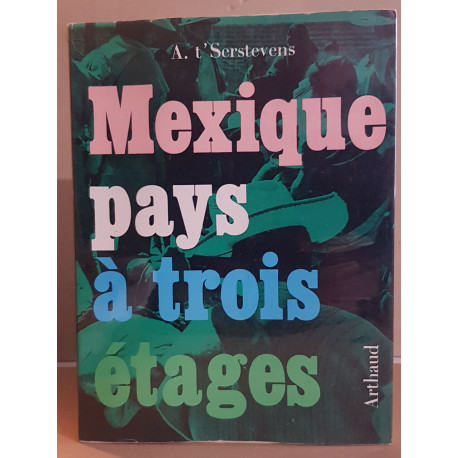 A. t'Serstevens
Mexique
pays
à trois
étages
Arthaud